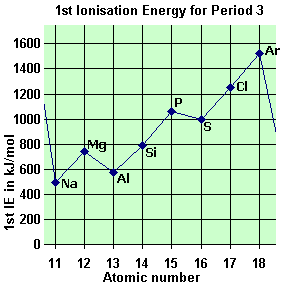 1st Ionisation Energy for Period 3
1st IE in kJ/mol
1600
1400
1200
1000
800
600
400
200
0
Na
Mg
Al
Si
P
S
Cl
Ar
11 12 13 14 15 16 17 18
Atomic number